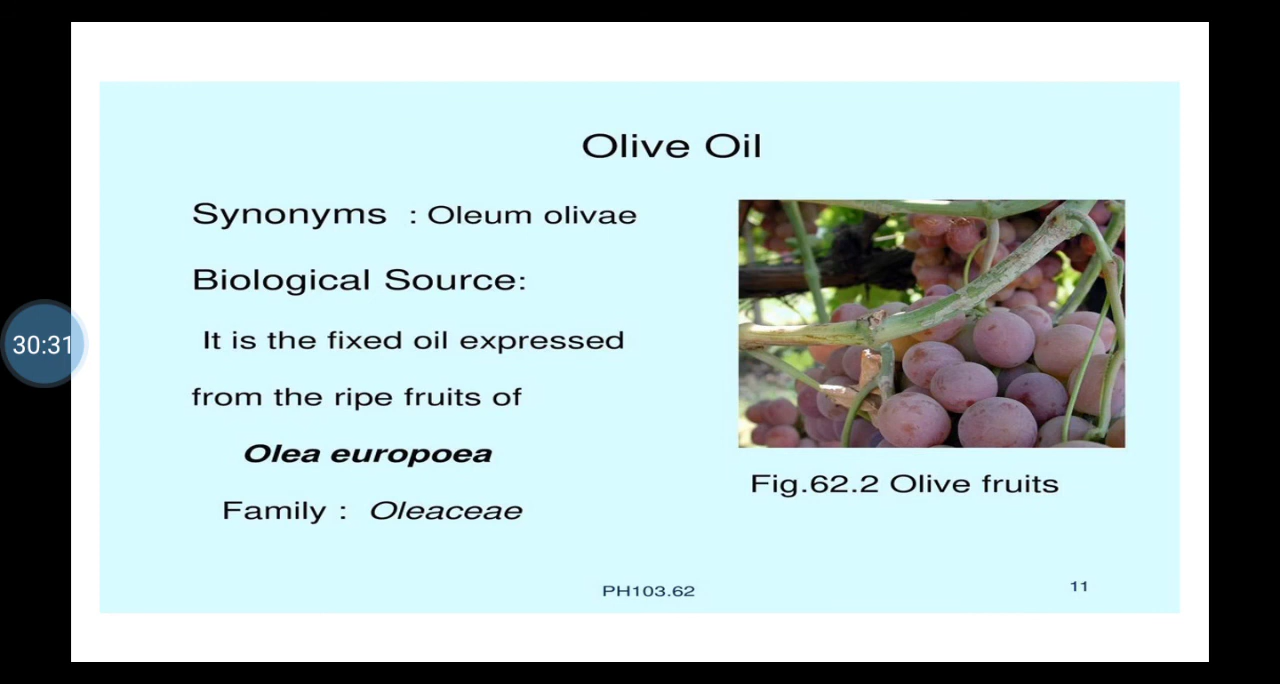 Olive Oil
Synonyms : Oleum olivae
Biological Source:
It is the fixed oil expressed
from the ripe fruits of
Olea europoea
Family : Oleaceae
Fig.62.2 Olive fruits
PH103.62
11
30:31